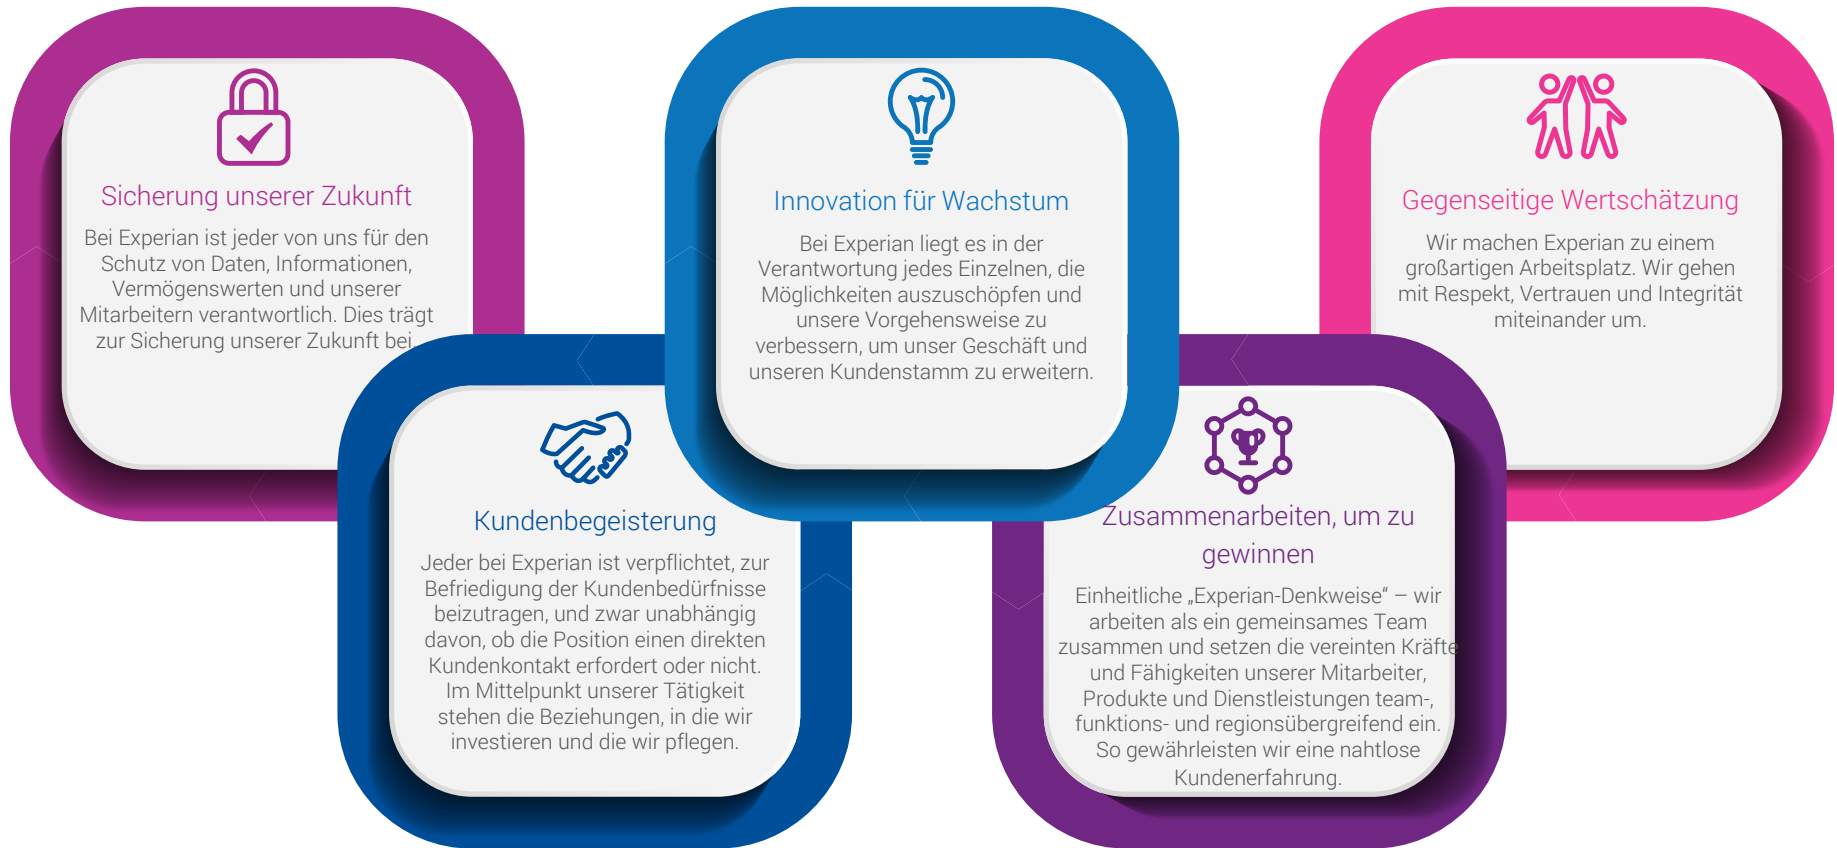 Sicherung unserer Zukunft
Bei Experian ist jeder von uns für den
Schutz von Daten, Informationen,
Vermögenswerten und unserer
Mitarbeitern verantwortlich. Dies trägt
zur Sicherung unserer Zukunft bei.
Kundenbegeisterung
Jeder bei Experian ist verpflichtet, zur
Befriedigung der Kundenbedürfnisse
beizutragen, und zwar unabhängig
davon, ob die Position einen direkten
Kundenkontakt erfordert oder nicht.
Im Mittelpunkt unserer Tätigkeit
stehen die Beziehungen, in die wir
investieren und die wir pflegen.
Innovation für Wachstum
Bei Experian liegt es in der
Verantwortung jedes Einzelnen, die
Möglichkeiten auszuschöpfen und
unsere Vorgehensweise zu
verbessern, um unser Geschäft und
unseren Kundenstamm zu erweitern.
Zusammenarbeiten, um zu
gewinnen
Einheitliche „Experian-Denkweise“ – wir
arbeiten als ein gemeinsames Team
zusammen und setzen die vereinten Kräfte
und Fähigkeiten unserer Mitarbeiter,
Produkte und Dienstleistungen team-,
funktions- und regionsübergreifend ein.
So gewährleisten wir eine nahtlose
Kundenerfahrung.
Gegenseitige Wertschätzung
Wir machen Experian zu einem
großartigen Arbeitsplatz. Wir gehen
mit Respekt, Vertrauen und Integrität
miteinander um.